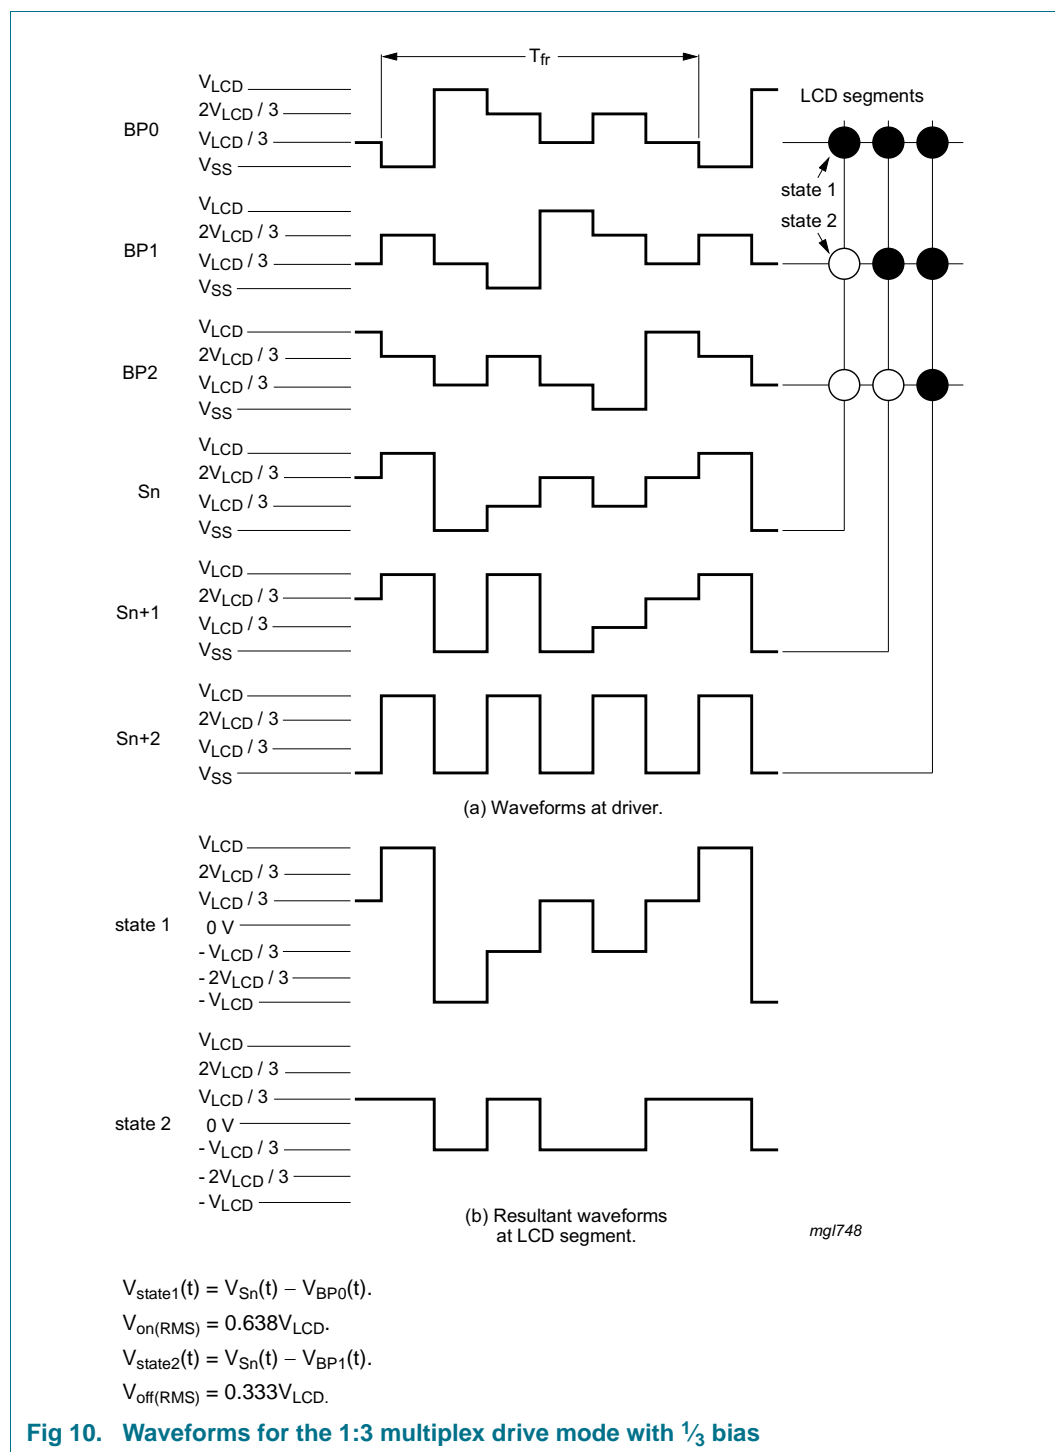 T_fr
BP0
V_LCD
2V_LCD / 3
V_LCD / 3
V_SS
LCD segments
state 1
state 2
BP1
V_LCD
2V_LCD / 3
V_LCD / 3
V_SS
BP2
V_LCD
2V_LCD / 3
V_LCD / 3
V_SS
Sn
V_LCD
2V_LCD / 3
V_LCD / 3
V_SS
Sn+1
V_LCD
2V_LCD / 3
V_LCD / 3
V_SS
Sn+2
V_LCD
2V_LCD / 3
V_LCD / 3
V_SS
(a) Waveforms at driver.
state 1
V_LCD
2V_LCD / 3
V_LCD / 3
0 V
- V_LCD / 3
- 2V_LCD / 3
- V_LCD
state 2
V_LCD
2V_LCD / 3
V_LCD / 3
0 V
- V_LCD / 3
- 2V_LCD / 3
- V_LCD
(b) Resultant waveforms
at LCD segment.
mgl748
V_state1(t) = V_Sn(t) − V_BP0(t).
V_on(RMS) = 0.638V_LCD.
V_state2(t) = V_Sn(t) − V_BP1(t).
V_off(RMS) = 0.333V_LCD.
Fig 10. Waveforms for the 1:3 multiplex drive mode with 1⁄3 bias